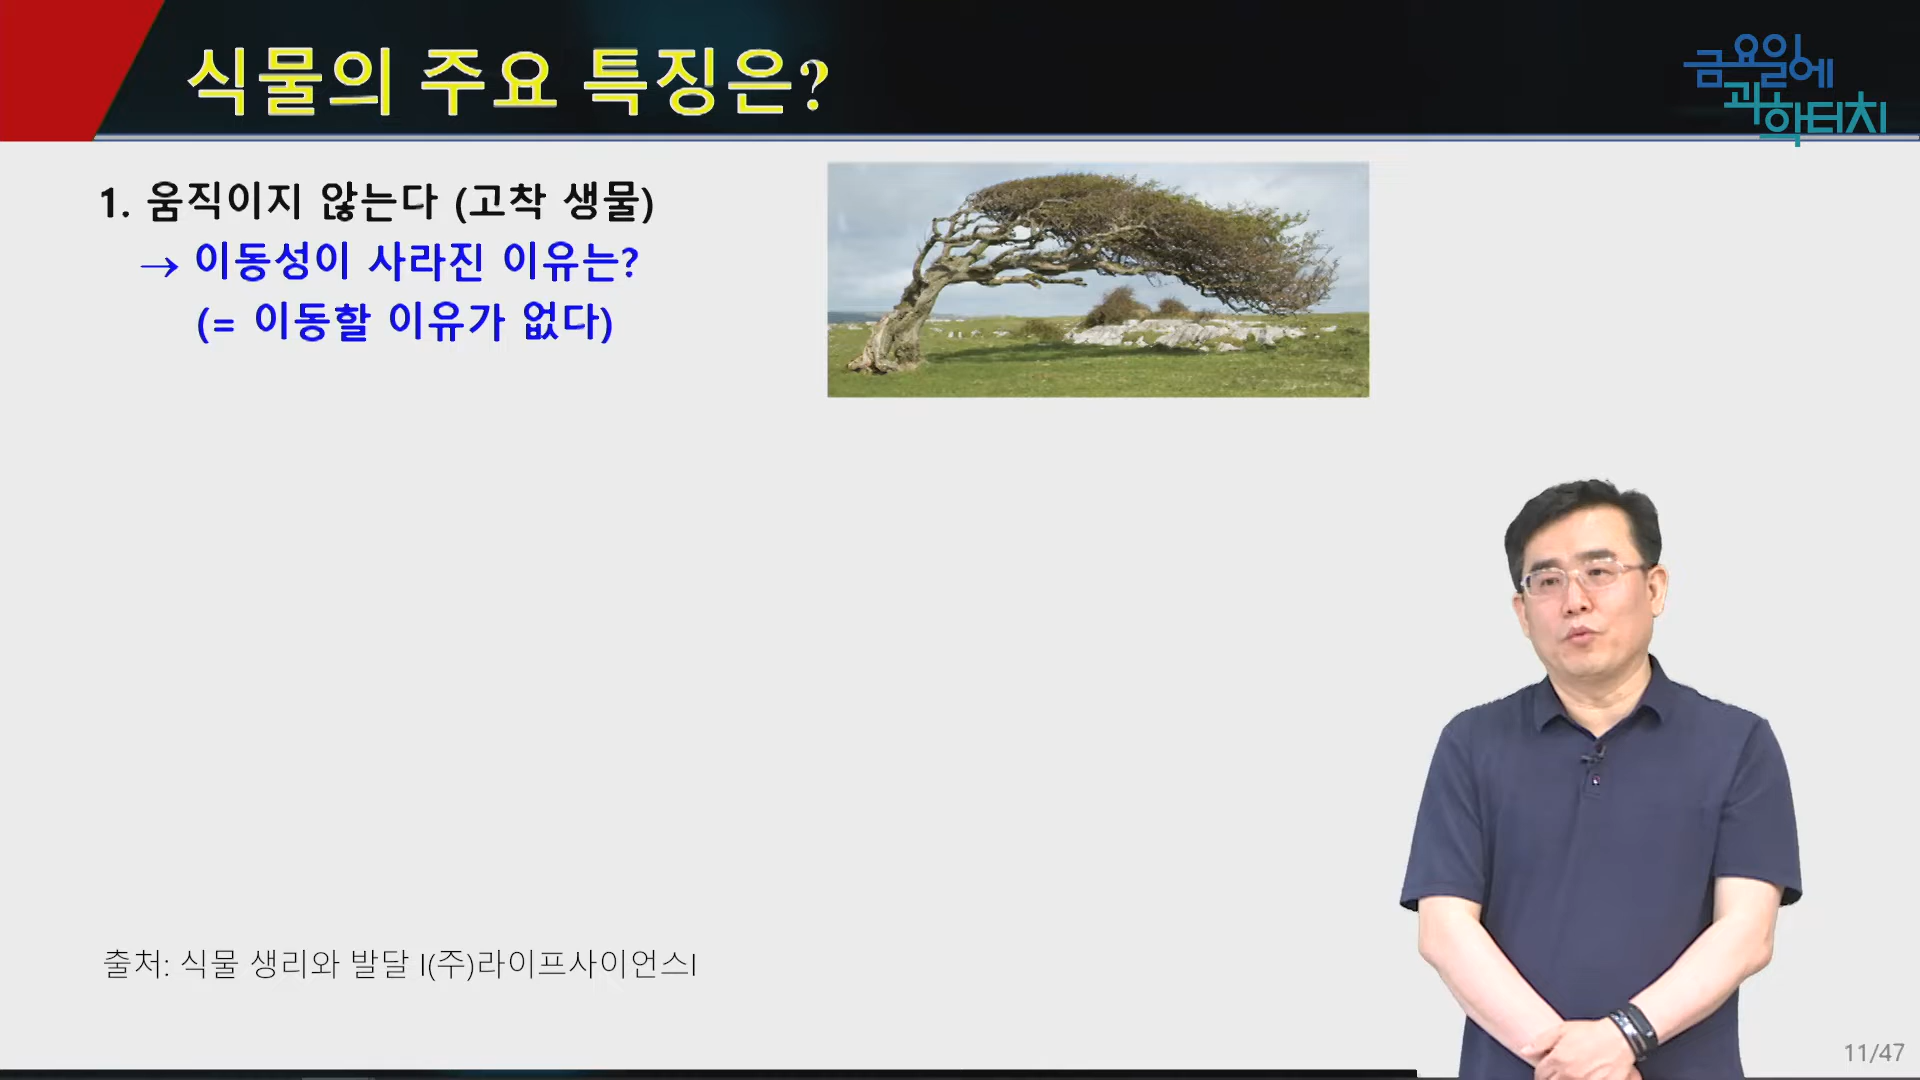 식물의 주요 특징은?
금요일에
과학터치
1. 움직이지 않는다 (고착 생물)
→ 이동성이 사라진 이유는?
(= 이동할 이유가 없다)
출처: 식물 생리와 발달 I(주)라이프사이언스I
11/47